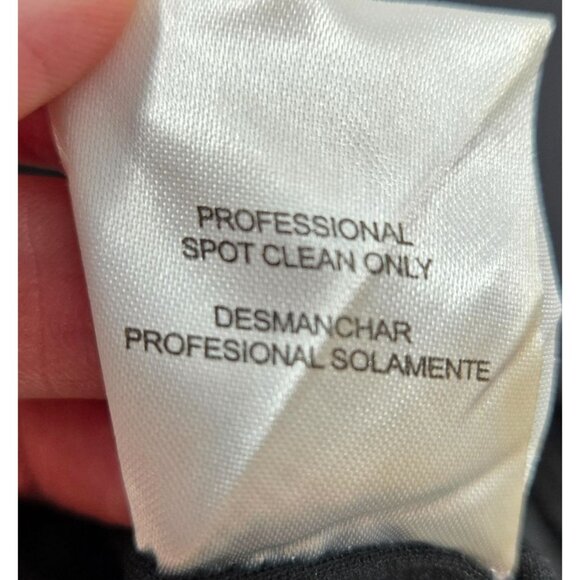 PROFESSIONAL
SPOT CLEAN ONLY
DESMANCHAR
PROFESIONAL SOLAMENTE